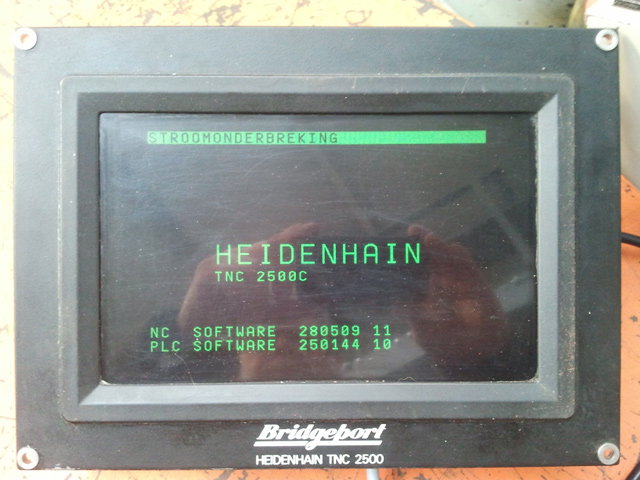 STROOMONDERBREKING
HEIDENHAIN
TNC 2500C
NC SOFTWARE 280509 11
PLC SOFTWARE 250144 10
Bridgeport
HEIDENHAIN TNC 2500